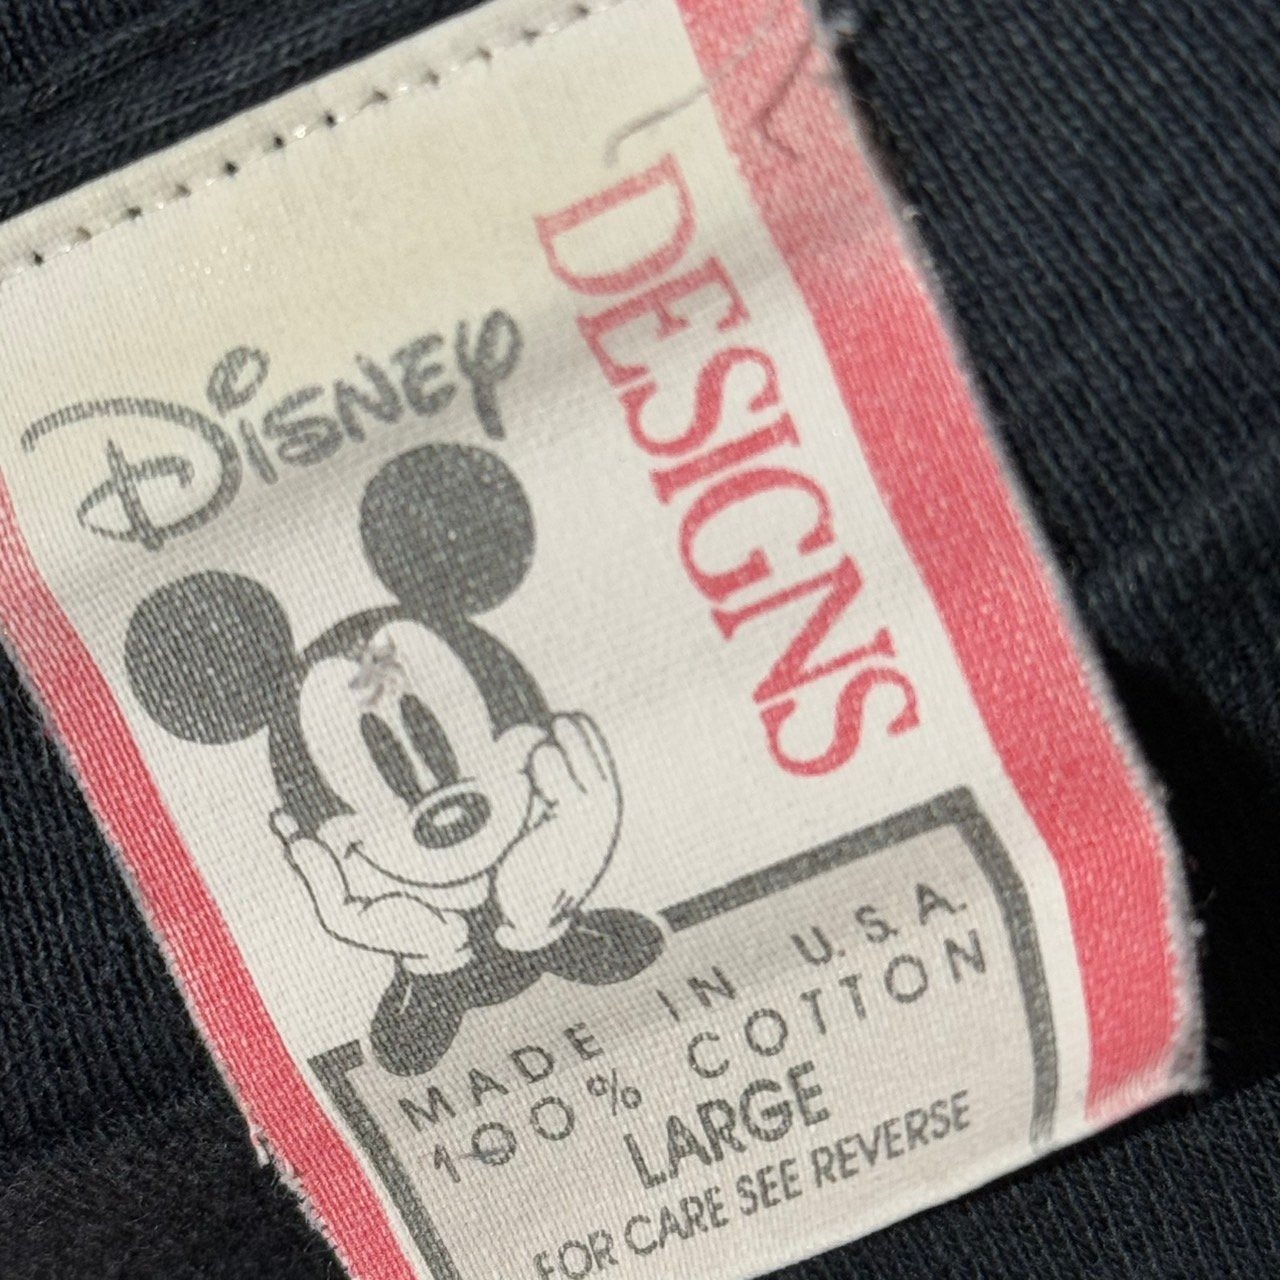 Disney
DESIGNS
MADE IN U.S.A.
100% COTTON
LARGE
FOR CARE SEE REVERSE